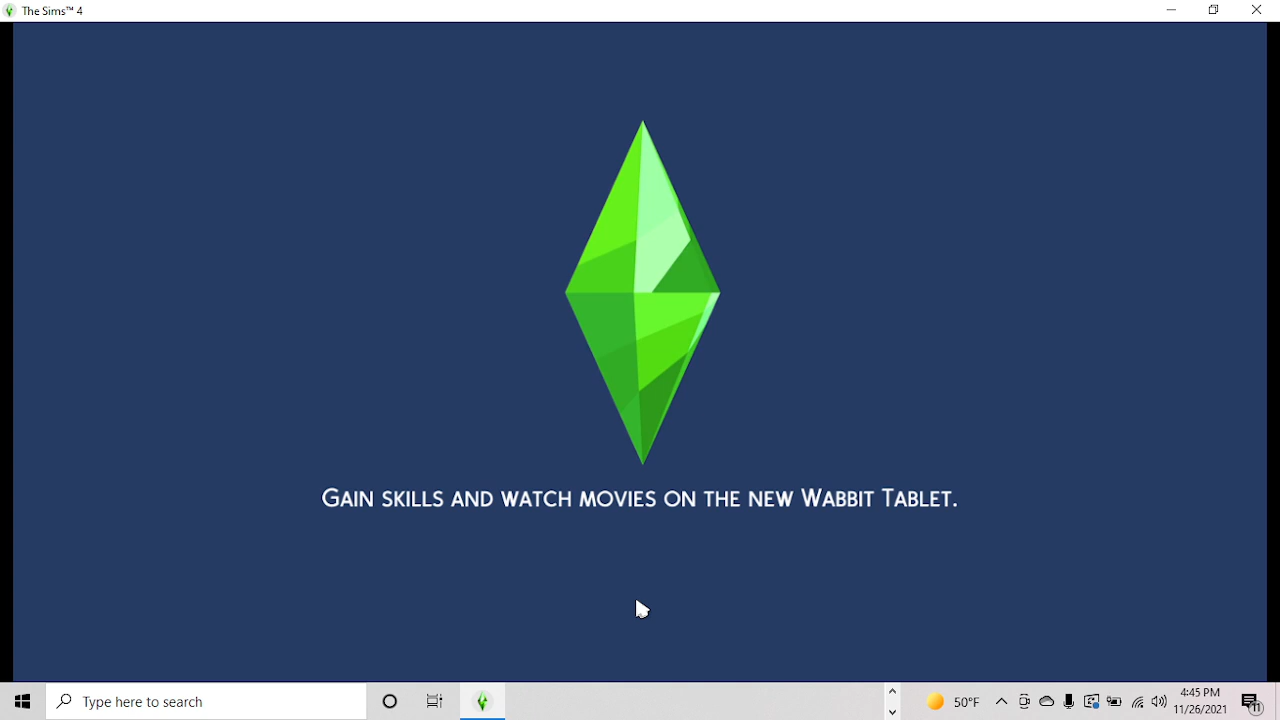 The Sims™ 4
GAIN SKILLS AND WATCH MOVIES ON THE NEW WABBIT TABLET.
Type here to search
50°F
4:45 PM
11/26/2021
11